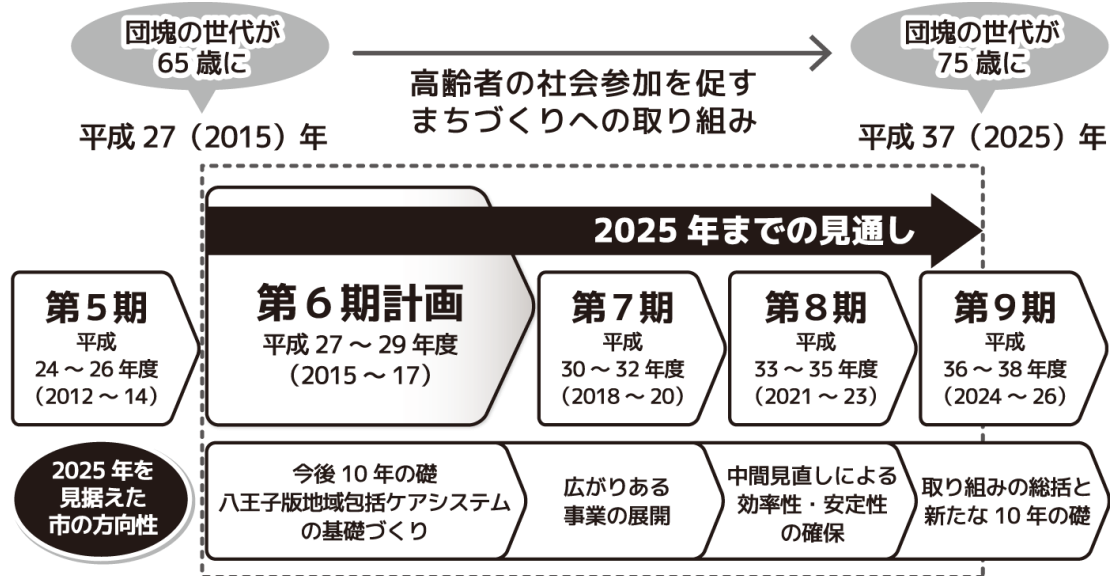 団塊の世代が
65 歳に
団塊の世代が
75 歳に
高齢者の社会参加を促す
まちづくりへの取り組み
平成 27（2015）年
平成 37（2025）年
2025 年までの見通し
第５期
平成
24 ～ 26 年度
（2012 ～ 14）
第６期計画
平成 27 ～ 29 年度
（2015 ～ 17）
第７期
平成
30 ～ 32 年度
（2018 ～ 20）
第８期
平成
33 ～ 35 年度
（2021 ～ 23）
第９期
平成
36 ～ 38 年度
（2024 ～ 26）
2025 年を
見据えた
市の方向性
今後 10 年の礎
八王子版地域包括ケアシステム
の基礎づくり
広がりある
事業の展開
中間見直しによる
効率性・安定性
の確保
取り組みの総括と
新たな 10 年の礎